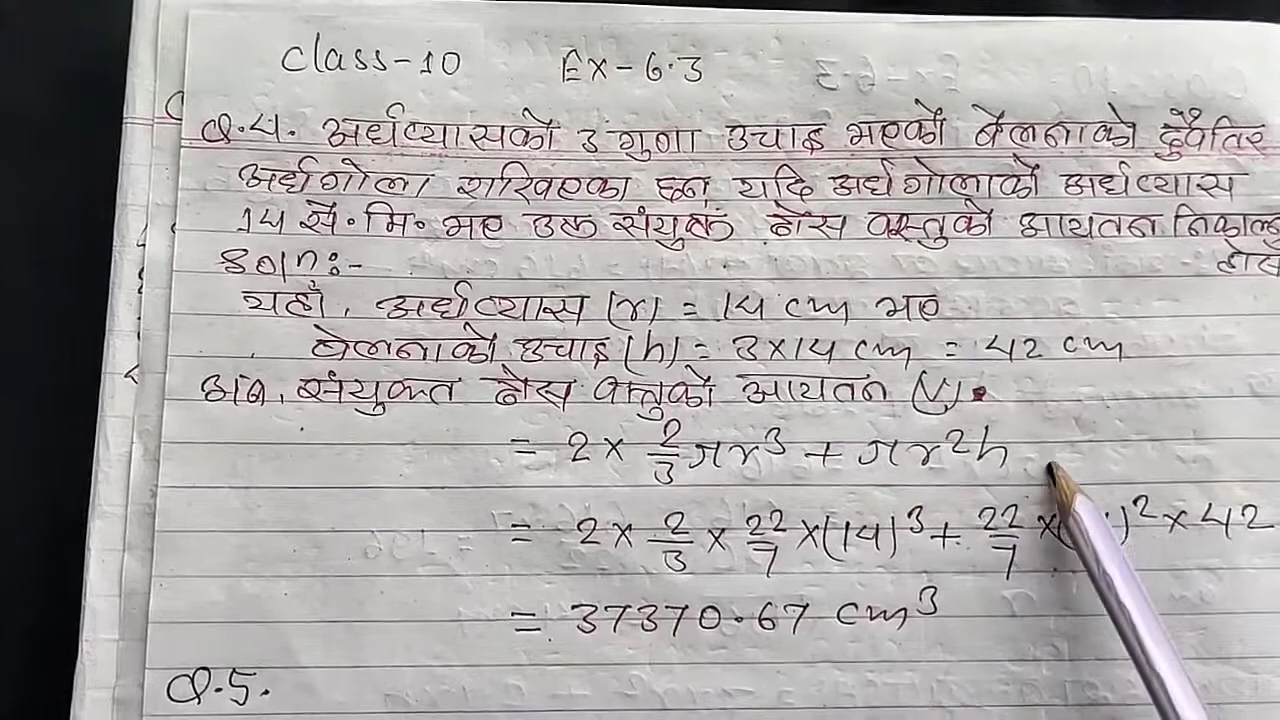 Class-10 Ex-6.3
Q.4. अर्धव्यासको 3 गुणा उचाइ भएको बेलनाको दुवैतिर
अर्धगोला राखिएका छन् यदि अर्धगोलाको अर्धव्यास
14 से.मि. भए उक्त संयुक्त ठोस वस्तुको आयतन निकाल्नु
होस
Soln:-
यहाँ, अर्धव्यास (r) = 14 cm भए
बेलनाको उचाइ (h) = 3×14 cm = 42 cm
अब, संयुक्त ठोस वस्तुको आयतन (V)
= 2 × 2/3 πr³ + πr²h
= 2 × 2/3 × 22/7 × (14)³ + 22/7 × ( )² × 42
= 37370.67 cm³
Q.5.